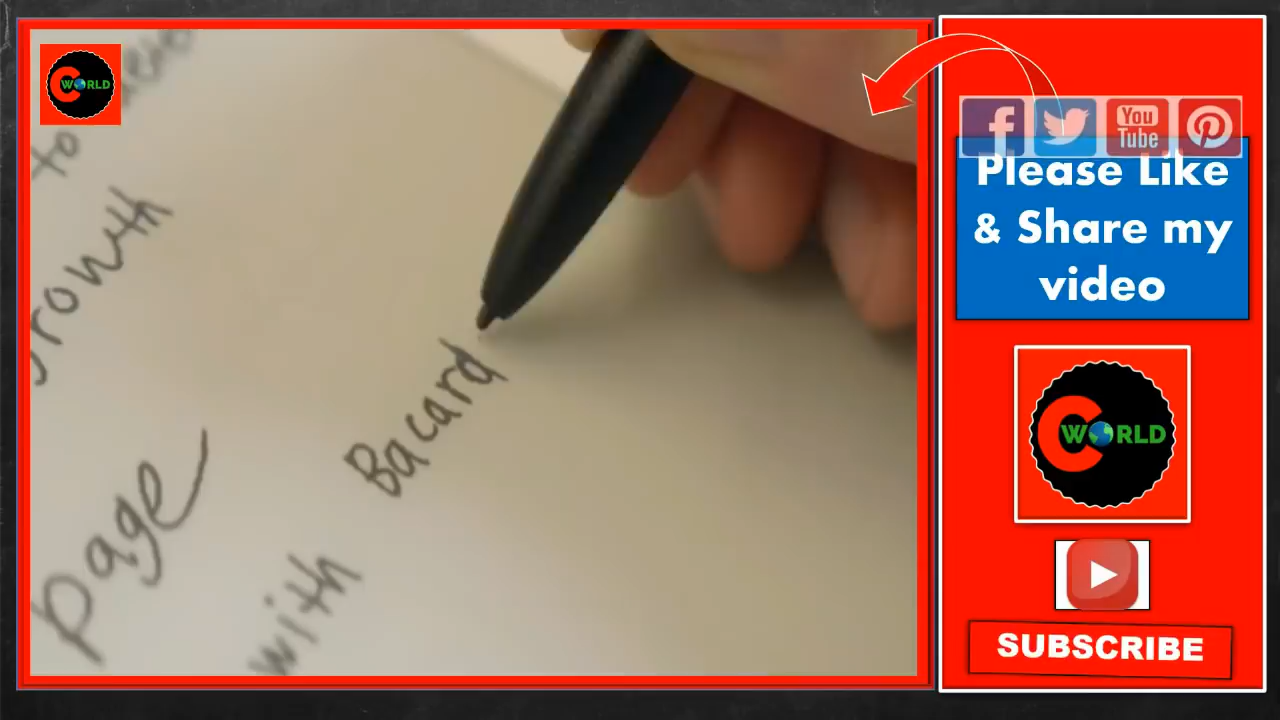 C WORLD
to
Growth
page
with Bacard
f
You
Tube
Please Like
& Share my
video
C WORLD
SUBSCRIBE